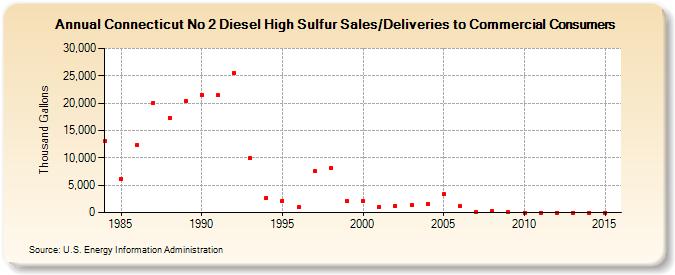 Annual Connecticut No 2 Diesel High Sulfur Sales/Deliveries to Commercial Consumers
Thousand Gallons
30,000
25,000
20,000
15,000
10,000
5,000
0
1985 1990 1995 2000 2005 2010 2015
Source: U.S. Energy Information Administration